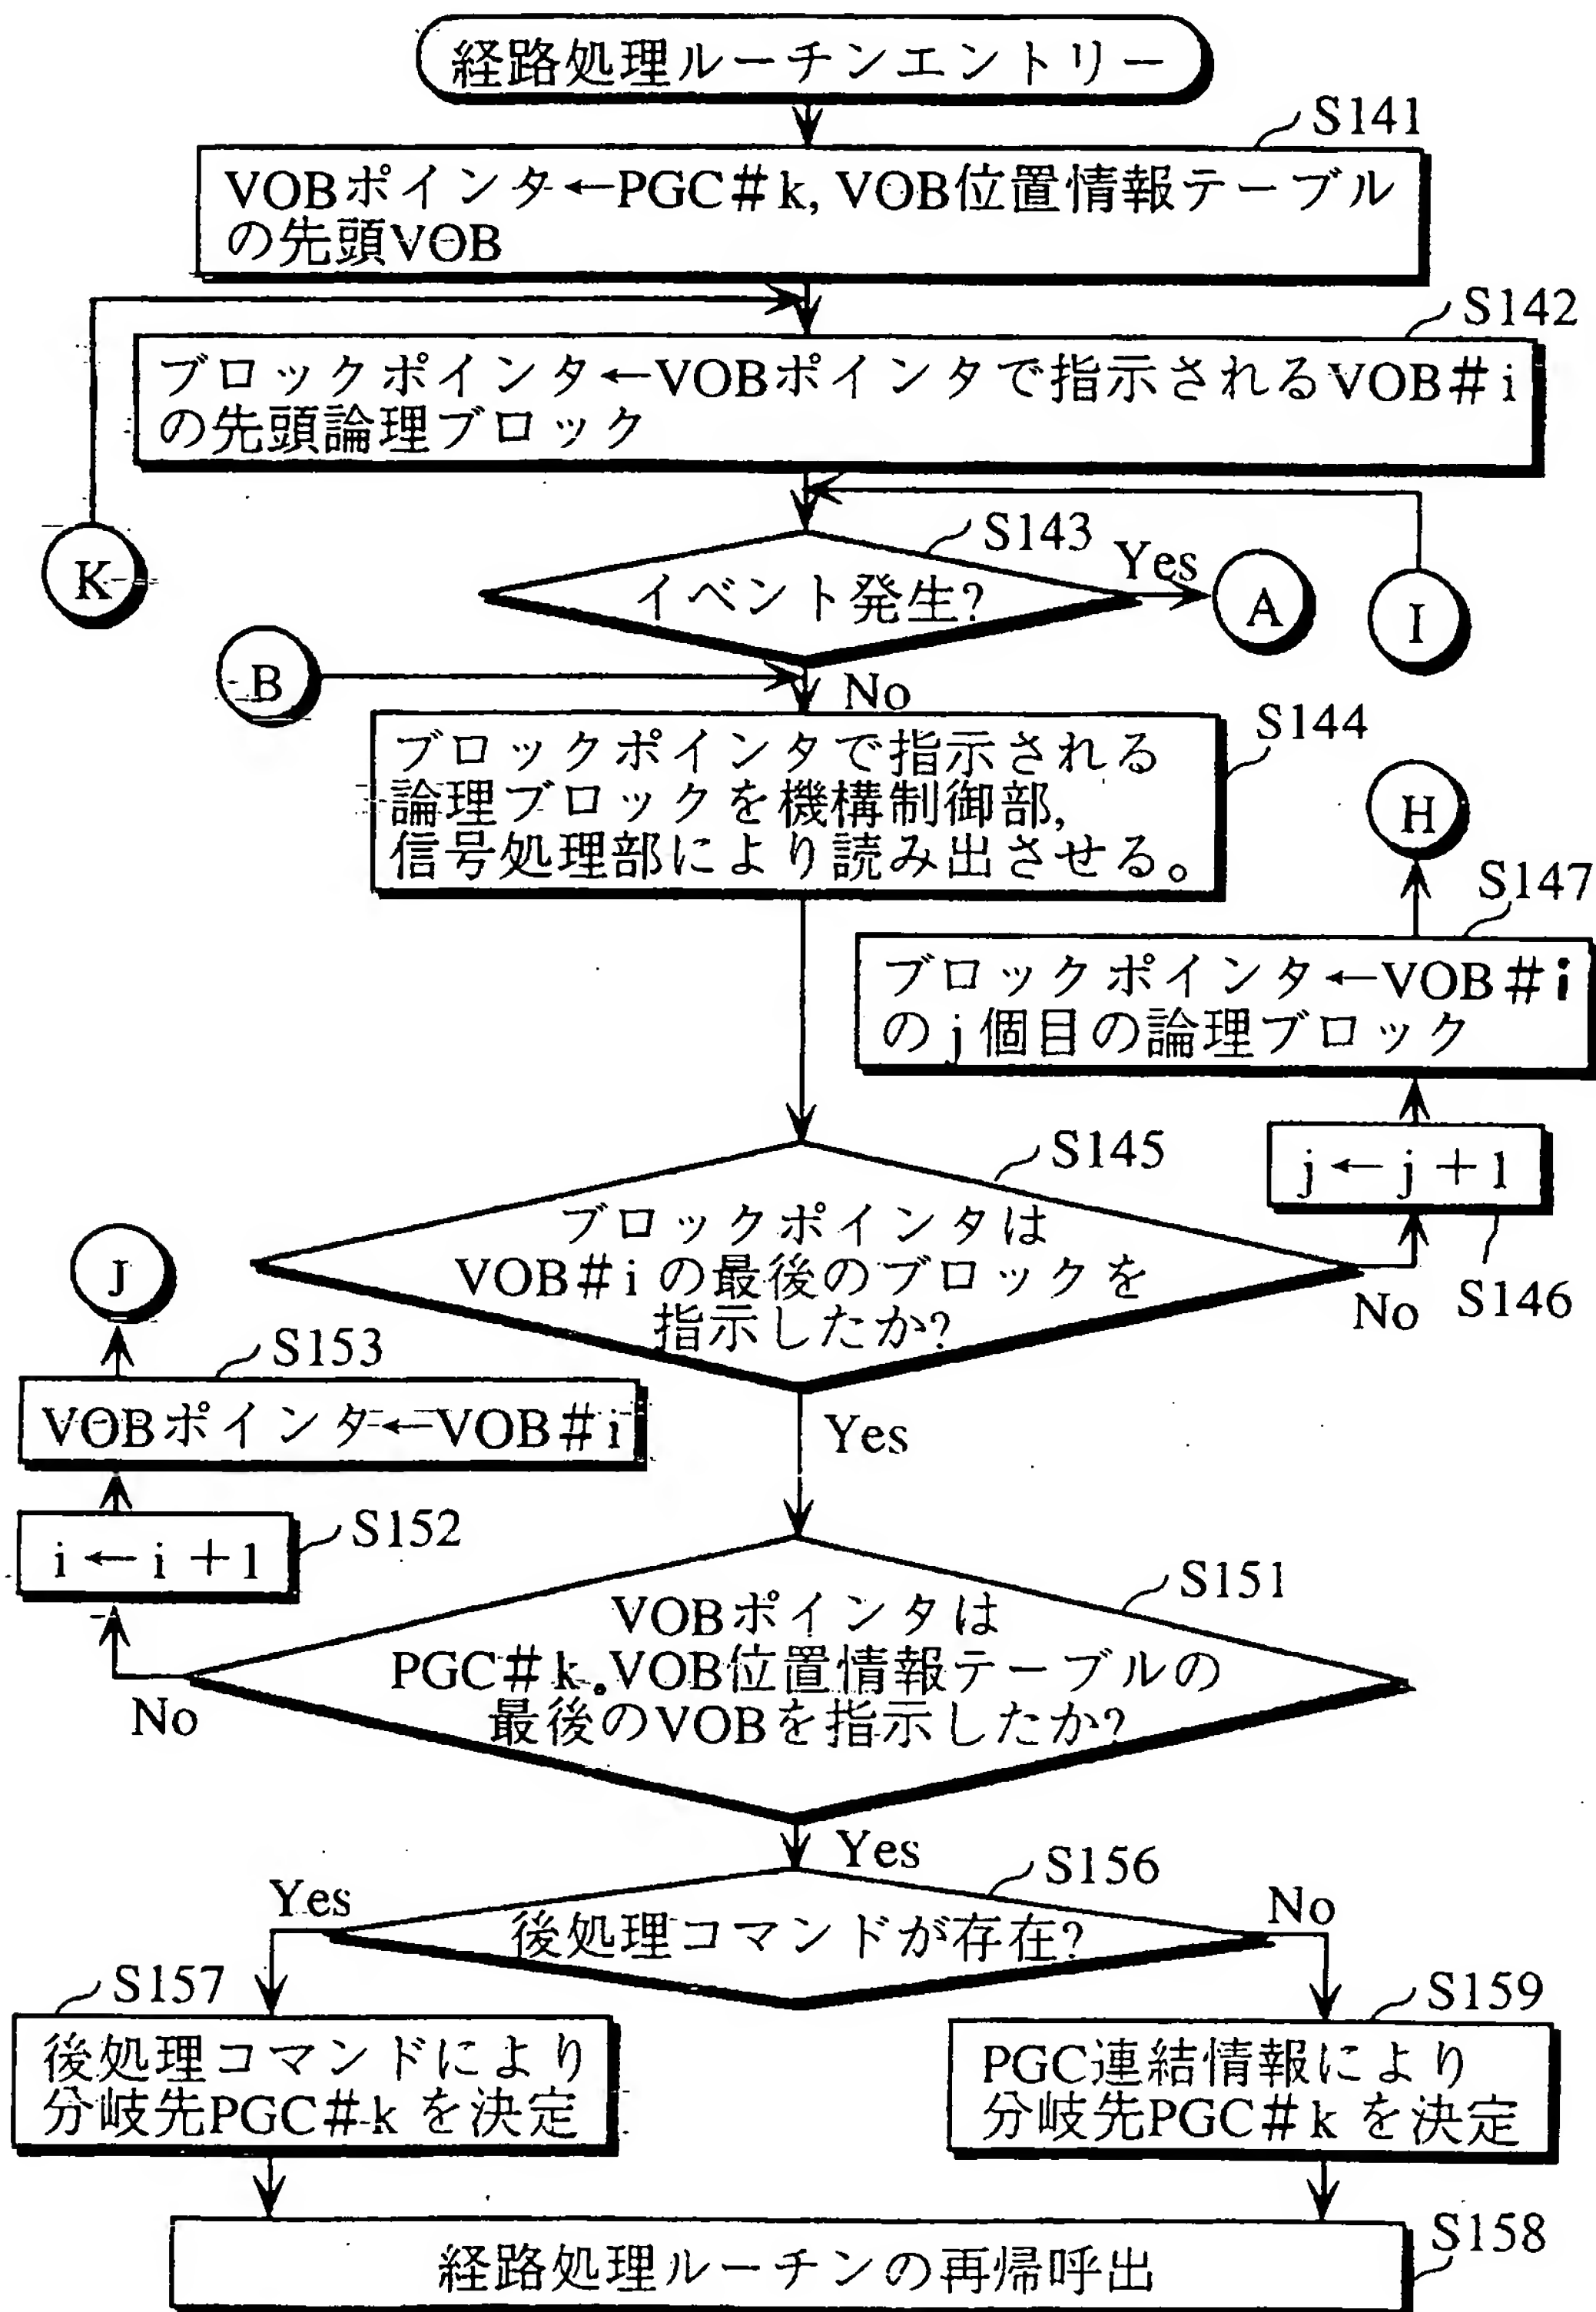 経路処理ルーチンエントリー
S141
VOBポインタ←PGC#k, VOB位置情報テーブル
の先頭VOB
S142
ブロックポインタ←VOBポインタで指示されるVOB#i
の先頭論理ブロック
K
S143
イベント発生?
Yes
A
I
B
No
S144
ブロックポインタで指示される
論理ブロックを機構制御部,
信号処理部により読み出させる。
H
S147
ブロックポインタ←VOB#i
のj個目の論理ブロック
j←j+1
S146
S145
ブロックポインタは
VOB#iの最後のブロックを
指示したか?
No
Yes
J
S153
VOBポインタ←VOB#i
S152
i←i+1
S151
VOBポインタは
PGC#k.VOB位置情報テーブルの
最後のVOBを指示したか?
No
Yes
S156
後処理コマンドが存在?
Yes
No
S157
後処理コマンドにより
分岐先PGC#kを決定
S159
PGC連結情報により
分岐先PGC#kを決定
S158
経路処理ルーチンの再帰呼出